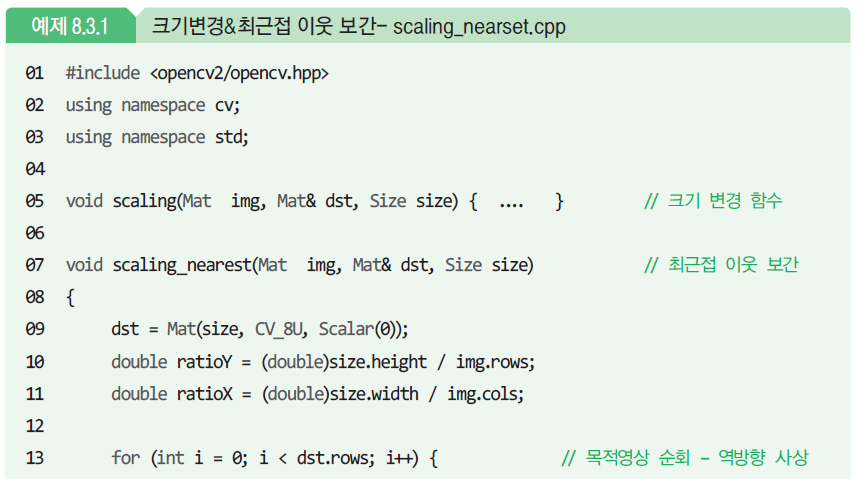 예제 8.3.1 크기변경&최근접 이웃 보간- scaling_nearset.cpp
01 #include <opencv2/opencv.hpp>
02 using namespace cv;
03 using namespace std;
04
05 void scaling(Mat img, Mat& dst, Size size) { .... } // 크기 변경 함수
06
07 void scaling_nearest(Mat img, Mat& dst, Size size) // 최근접 이웃 보간
08 {
09 dst = Mat(size, CV_8U, Scalar(0));
10 double ratioY = (double)size.height / img.rows;
11 double ratioX = (double)size.width / img.cols;
12
13 for (int i = 0; i < dst.rows; i++) { // 목적영상 순회 - 역방향 사상